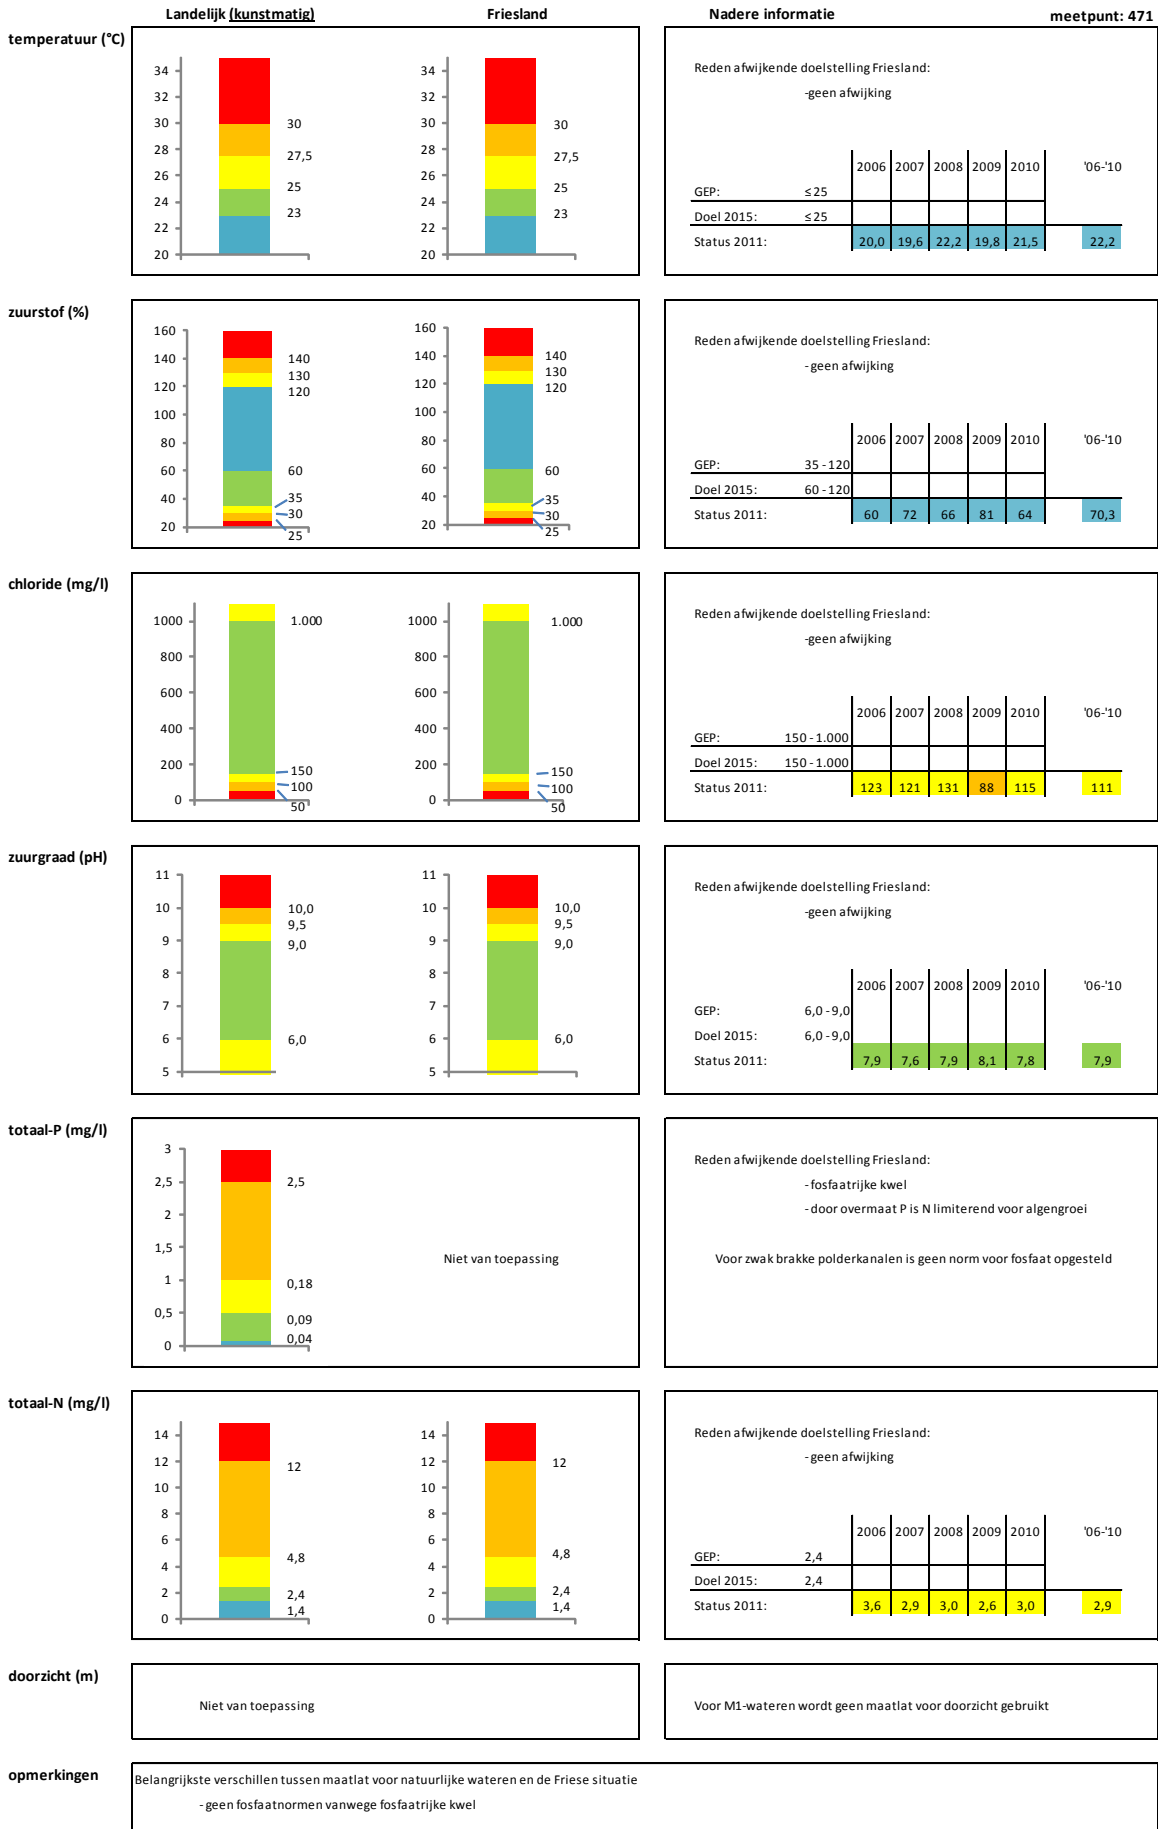 Landelijk (kunstmatig) Friesland Nadere informatie meetpunt: 471
temperatuur (°C)
34
32
30
28
26
24
22
20
30
27,5
25
23
34
32
30
28
26
24
22
20
30
27,5
25
23
Reden afwijkende doelstelling Friesland:
-geen afwijking
2006 2007 2008 2009 2010 '06-'10
GEP: ≤ 25
Doel 2015: ≤ 25
Status 2011: 20,0 19,6 22,2 19,8 21,5 22,2
zuurstof (%)
160
140
120
100
80
60
40
20
140
130
120
60
35
30
25
160
140
120
100
80
60
40
20
140
130
120
60
35
30
25
Reden afwijkende doelstelling Friesland:
- geen afwijking
2006 2007 2008 2009 2010 '06-'10
GEP: 35 - 120
Doel 2015: 60 - 120
Status 2011: 60 72 66 81 64 70,3
chloride (mg/l)
1000
800
600
400
200
0
1.000
150
100
50
1000
800
600
400
200
0
1.000
150
100
50
Reden afwijkende doelstelling Friesland:
-geen afwijking
2006 2007 2008 2009 2010 '06-'10
GEP: 150 - 1.000
Doel 2015: 150 - 1.000
Status 2011: 123 121 131 88 115 111
zuurgraad (pH)
11
10
9
8
7
6
5
10,0
9,5
9,0
6,0
11
10
9
8
7
6
5
10,0
9,5
9,0
6,0
Reden afwijkende doelstelling Friesland:
-geen afwijking
2006 2007 2008 2009 2010 '06-'10
GEP: 6,0 - 9,0
Doel 2015: 6,0 - 9,0
Status 2011: 7,9 7,6 7,9 8,1 7,8 7,9
totaal-P (mg/l)
3
2,5
2
1,5
1
0,5
0
2,5
0,18
0,09
0,04
Niet van toepassing
Reden afwijkende doelstelling Friesland:
- fosfaatrijke kwel
- door overmaat P is N limiterend voor algengroei
Voor zwak brakke polderkanalen is geen norm voor fosfaat opgesteld
totaal-N (mg/l)
14
12
10
8
6
4
2
0
12
4,8
2,4
1,4
14
12
10
8
6
4
2
0
12
4,8
2,4
1,4
Reden afwijkende doelstelling Friesland:
- geen afwijking
2006 2007 2008 2009 2010 '06-'10
GEP: 2,4
Doel 2015: 2,4
Status 2011: 3,6 2,9 3,0 2,6 3,0 2,9
doorzicht (m)
Niet van toepassing
Voor M1-wateren wordt geen maatlat voor doorzicht gebruikt
opmerkingen
Belangrijkste verschillen tussen maatlat voor natuurlijke wateren en de Friese situatie
- geen fosfaatnormen vanwege fosfaatrijke kwel